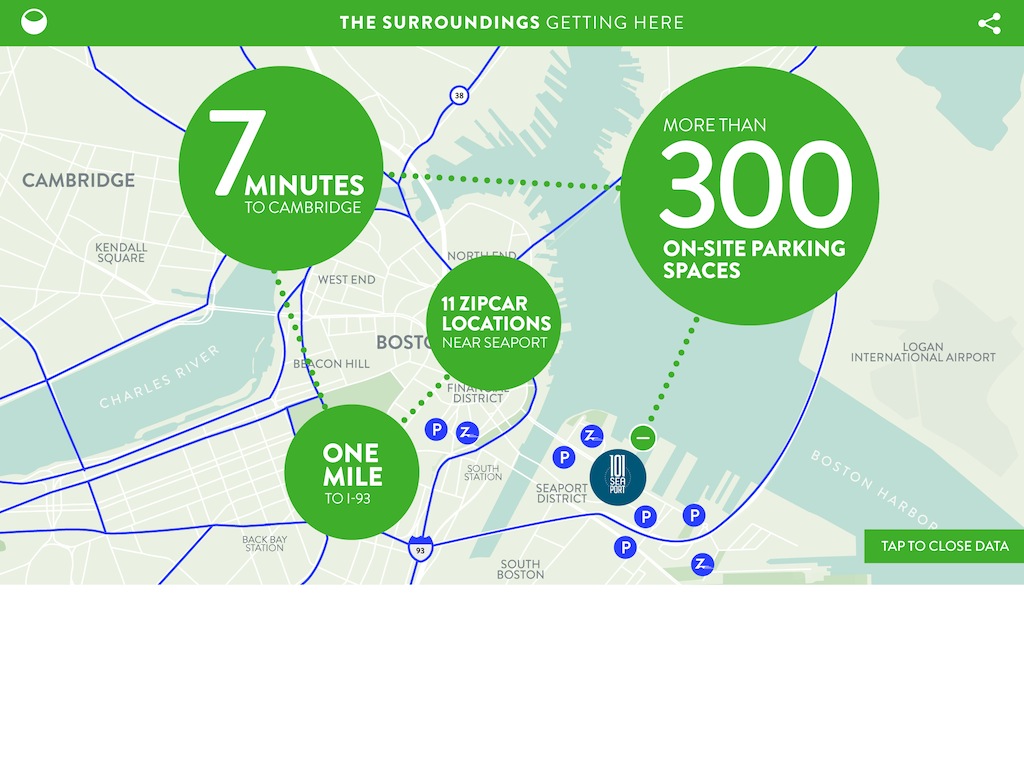 THE SURROUNDINGS GETTING HERE
38
7 MINUTES
TO CAMBRIDGE
MORE THAN
300
ON-SITE PARKING
SPACES
CAMBRIDGE
KENDALL
SQUARE
NORTH END
WEST END
11 ZIPCAR
LOCATIONS
NEAR SEAPORT
BOSTO
BEACON HILL
CHARLES RIVER
FINANCIAL
DISTRICT
LOGAN
INTERNATIONAL AIRPORT
P
Z
Z
P
ONE
MILE
TO I-93
101
SEA
PORT
SOUTH
STATION
SEAPORT
DISTRICT
BOSTON HARBOR
P
P
P
Z
BACK BAY
STATION
93
SOUTH
BOSTON
TAP TO CLOSE DATA